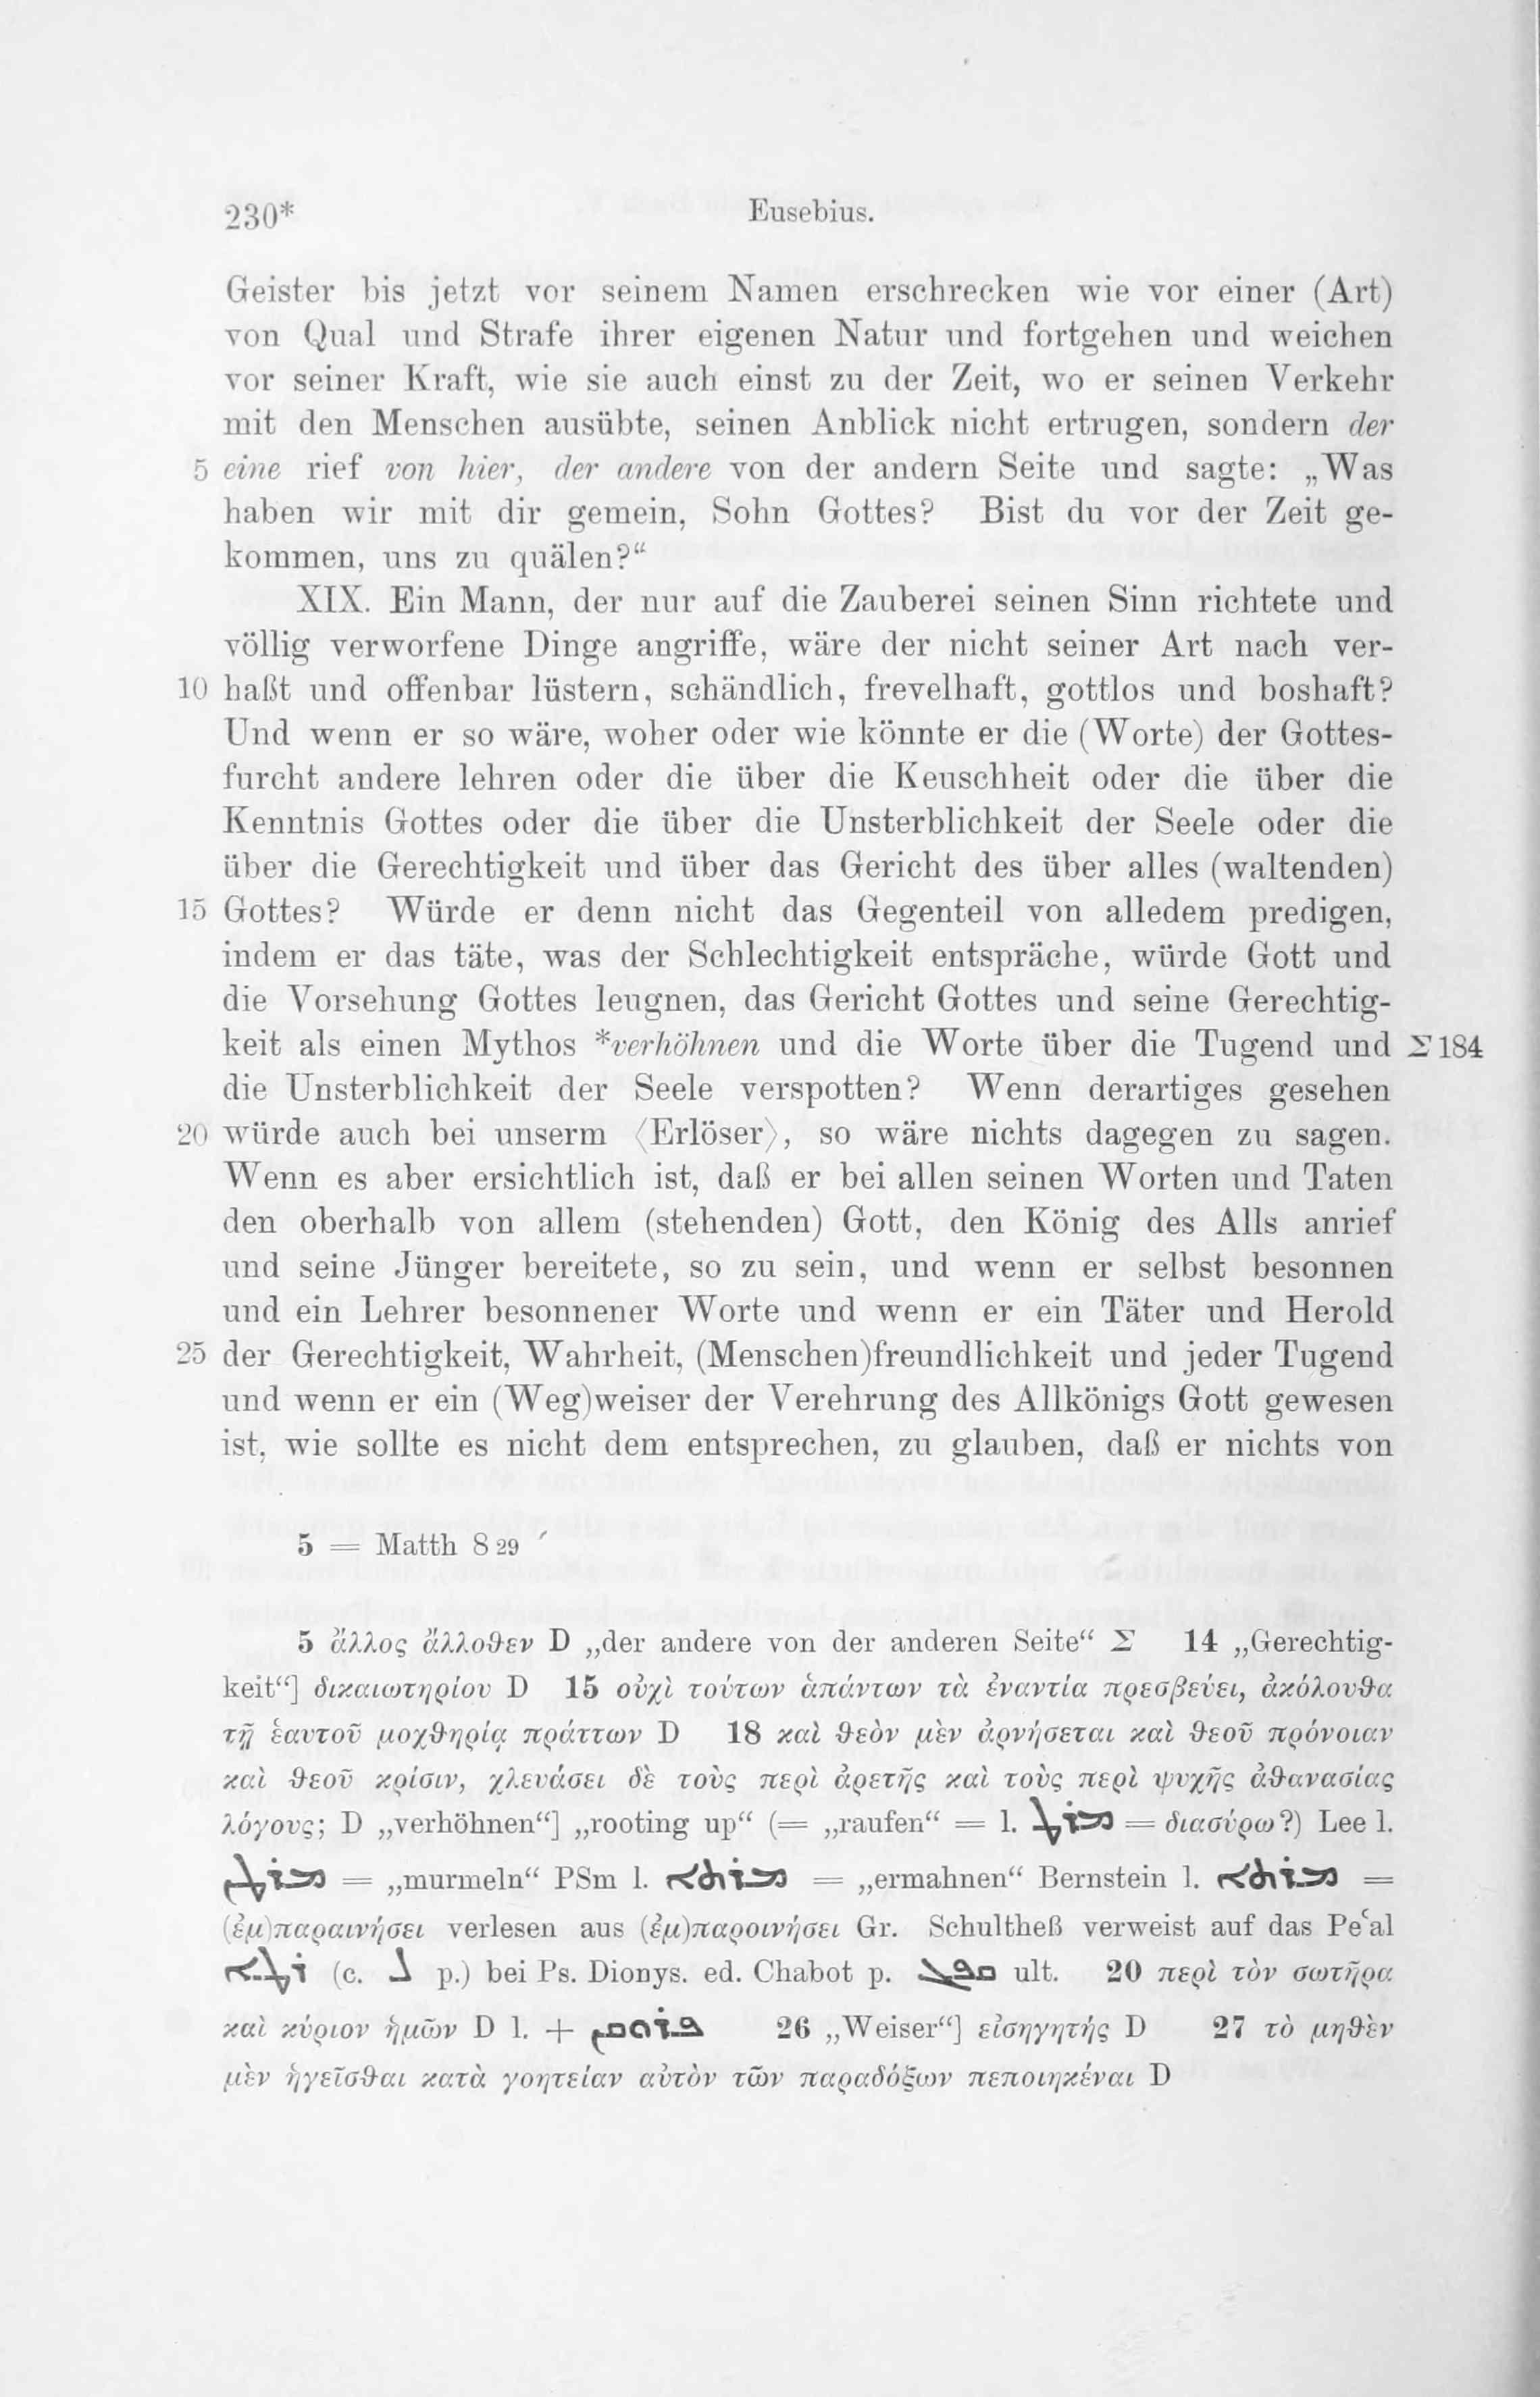 230* Eusebius.
Geister bis jetzt vor seinem Namen erschrecken wie vor einer (Art)
von Qual und Strafe ihrer eigenen Natur und fortgehen und weichen
vor seiner Kraft, wie sie auch einst zu der Zeit, wo er seinen Verkehr
mit den Menschen ausübte, seinen Anblick nicht ertrugen, sondern der
5 eine rief von hier, der andere von der andern Seite und sagte: „Was
haben wir mit dir gemein, Sohn Gottes? Bist du vor der Zeit ge-
kommen, uns zu quälen?“
XIX. Ein Mann, der nur auf die Zauberei seinen Sinn richtete und
völlig verworfene Dinge angriffe, wäre der nicht seiner Art nach ver-
10 haßt und offenbar lüstern, schändlich, frevelhaft, gottlos und boshaft?
Und wenn er so wäre, woher oder wie könnte er die (Worte) der Gottes-
furcht andere lehren oder die über die Keuschheit oder die über die
Kenntnis Gottes oder die über die Unsterblichkeit der Seele oder die
über die Gerechtigkeit und über das Gericht des über alles (waltenden)
15 Gottes? Würde er denn nicht das Gegenteil von alledem predigen,
indem er das täte, was der Schlechtigkeit entspräche, würde Gott und
die Vorsehung Gottes leugnen, das Gericht Gottes und seine Gerechtig-
keit als einen Mythos *verhöhnen und die Worte über die Tugend und Σ 184
die Unsterblichkeit der Seele verspotten? Wenn derartiges gesehen
20 würde auch bei unserm ⟨Erlöser⟩, so wäre nichts dagegen zu sagen.
Wenn es aber ersichtlich ist, daß er bei allen seinen Worten und Taten
den oberhalb von allem (stehenden) Gott, den König des Alls anrief
und seine Jünger bereitete, so zu sein, und wenn er selbst besonnen
und ein Lehrer besonnener Worte und wenn er ein Täter und Herold
25 der Gerechtigkeit, Wahrheit, (Menschen)freundlichkeit und jeder Tugend
und wenn er ein (Weg)weiser der Verehrung des Allkönigs Gott gewesen
ist, wie sollte es nicht dem entsprechen, zu glauben, daß er nichts von
5 = Matth 8 29
5 ἄλλος ἄλλοθεν D „der andere von der anderen Seite“ Σ 14 „Gerechtig-
keit“] δικαιωτηρίου D 15 οὐχὶ τούτων ἁπάντων τὰ ἐναντία πρεσβεύει, ἀκόλουθα
τῇ ἑαυτοῦ μοχθηρίᾳ πράττων D 18 καὶ θεὸν μὲν ἀρνήσεται καὶ θεοῦ πρόνοιαν
καὶ θεοῦ κρίσιν, χλευάσει δὲ τοὺς περὶ ἀρετῆς καὶ τοὺς περὶ ψυχῆς ἀθανασίας
λόγους; D „verhöhnen“] „rooting up“ (= „raufen“ = l. = διασύρω?) Lee l.
= „murmeln“ PSm l. ܡܪܬܐ = „ermahnen“ Bernstein l. ܡܪܬܐ =
(ἐμ)παραινήσει verlesen aus (ἐμ)παροινήσει Gr. Schultheß verweist auf das Peʿal
ܪܛܐ (c. ܠ p.) bei Ps. Dionys. ed. Chabot p. ult. 20 περὶ τὸν σωτῆρα
καὶ κύριον ἡμῶν D l. + ܦܪܘܩܢ 26 „Weiser“] εἰσηγητής D 27 τὸ μηθὲν
μὲν ἡγεῖσθαι κατὰ γοητείαν αὐτὸν τῶν παραδόξων πεποιηκέναι D